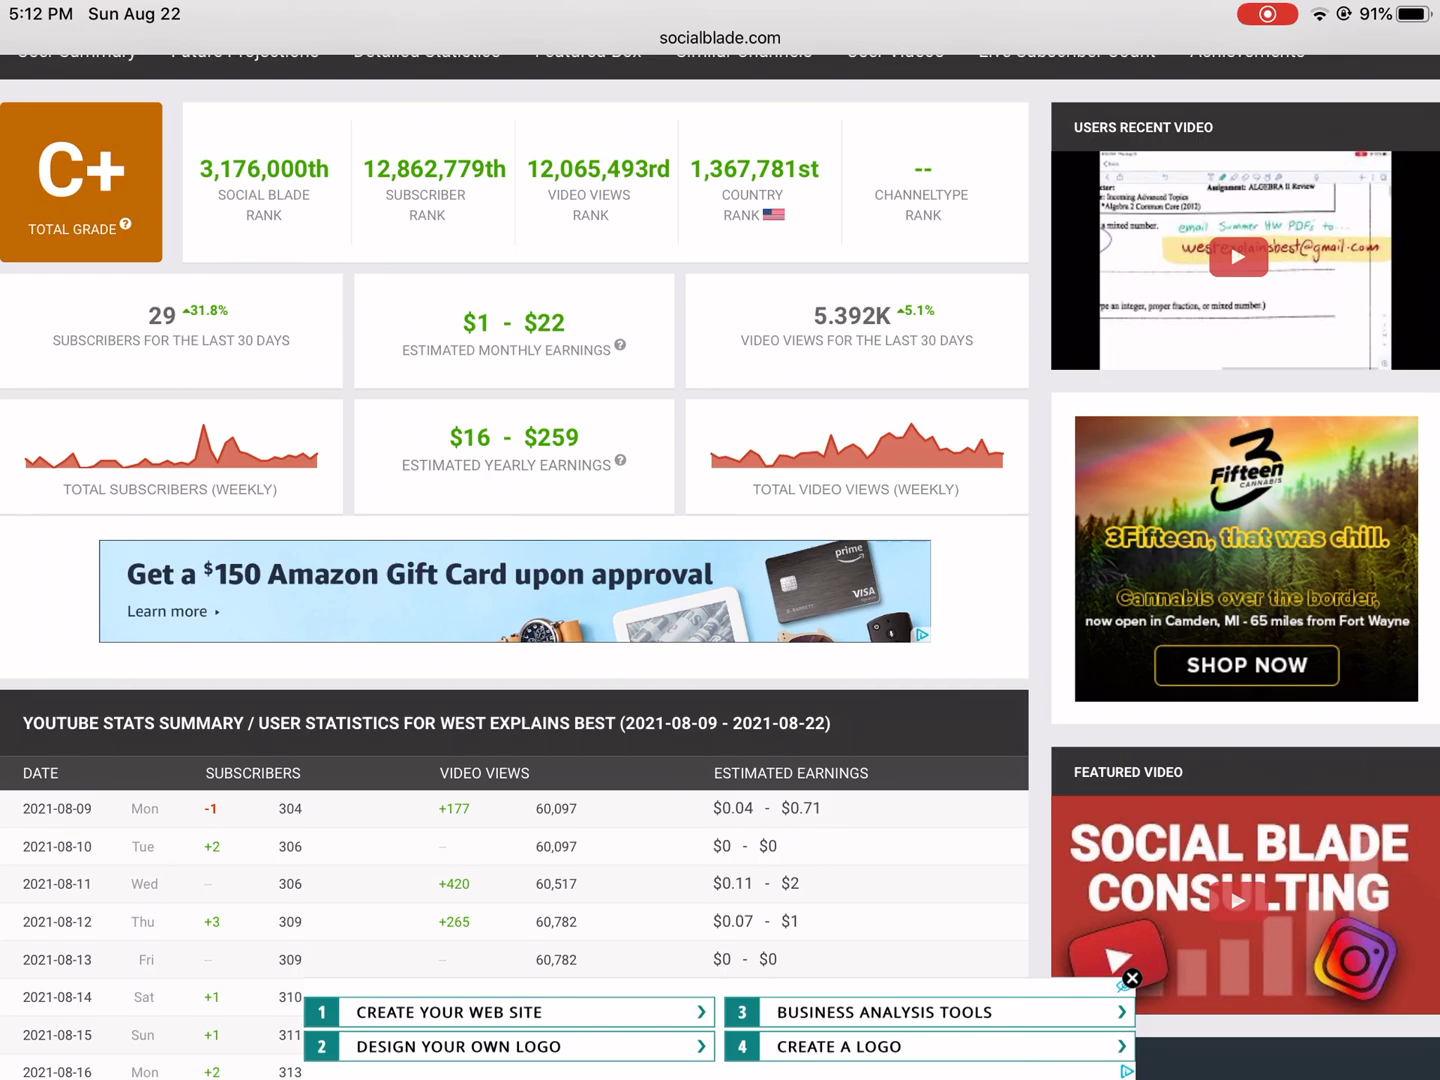 5:12 PM Sun Aug 22
91%
socialblade.com
User Summary Future Projections Detailed Statistics Featured Box Similar Channels User Videos Live Subscriber Count Achievements
C+
TOTAL GRADE ?
3,176,000th
SOCIAL BLADE
RANK
12,862,779th
SUBSCRIBER
RANK
12,065,493rd
VIDEO VIEWS
RANK
1,367,781st
COUNTRY
RANK
--
CHANNELTYPE
RANK
29 31.8%
SUBSCRIBERS FOR THE LAST 30 DAYS
$1 - $22
ESTIMATED MONTHLY EARNINGS ?
5.392K 5.1%
VIDEO VIEWS FOR THE LAST 30 DAYS
TOTAL SUBSCRIBERS (WEEKLY)
$16 - $259
ESTIMATED YEARLY EARNINGS ?
TOTAL VIDEO VIEWS (WEEKLY)
Get a $150 Amazon Gift Card upon approval
Learn more
prime
VISA
YOUTUBE STATS SUMMARY / USER STATISTICS FOR WEST EXPLAINS BEST (2021-08-09 - 2021-08-22)
DATE SUBSCRIBERS VIDEO VIEWS ESTIMATED EARNINGS
2021-08-09 Mon -1 304 +177 60,097 $0.04 - $0.71
2021-08-10 Tue +2 306 -- 60,097 $0 - $0
2021-08-11 Wed -- 306 +420 60,517 $0.11 - $2
2021-08-12 Thu +3 309 +265 60,782 $0.07 - $1
2021-08-13 Fri -- 309 -- 60,782 $0 - $0
2021-08-14 Sat +1 310
2021-08-15 Sun +1 311
2021-08-16 Mon +2 313
1 CREATE YOUR WEB SITE
2 DESIGN YOUR OWN LOGO
3 BUSINESS ANALYSIS TOOLS
4 CREATE A LOGO
USERS RECENT VIDEO
Assignment: ALGEBRA II Review
: Incoming Advanced Topics
*Algebra 2 Common Core (2012)
a mixed number.
email Summer HW PDFs to...
westexplainsbest@gmail.com
pe an integer, proper fraction, or mixed number.)
3
Fifteen
CANNABIS
3Fifteen, that was chill.
Cannabis over the border,
now open in Camden, MI - 65 miles from Fort Wayne
SHOP NOW
FEATURED VIDEO
SOCIAL BLADE
CONSULTING